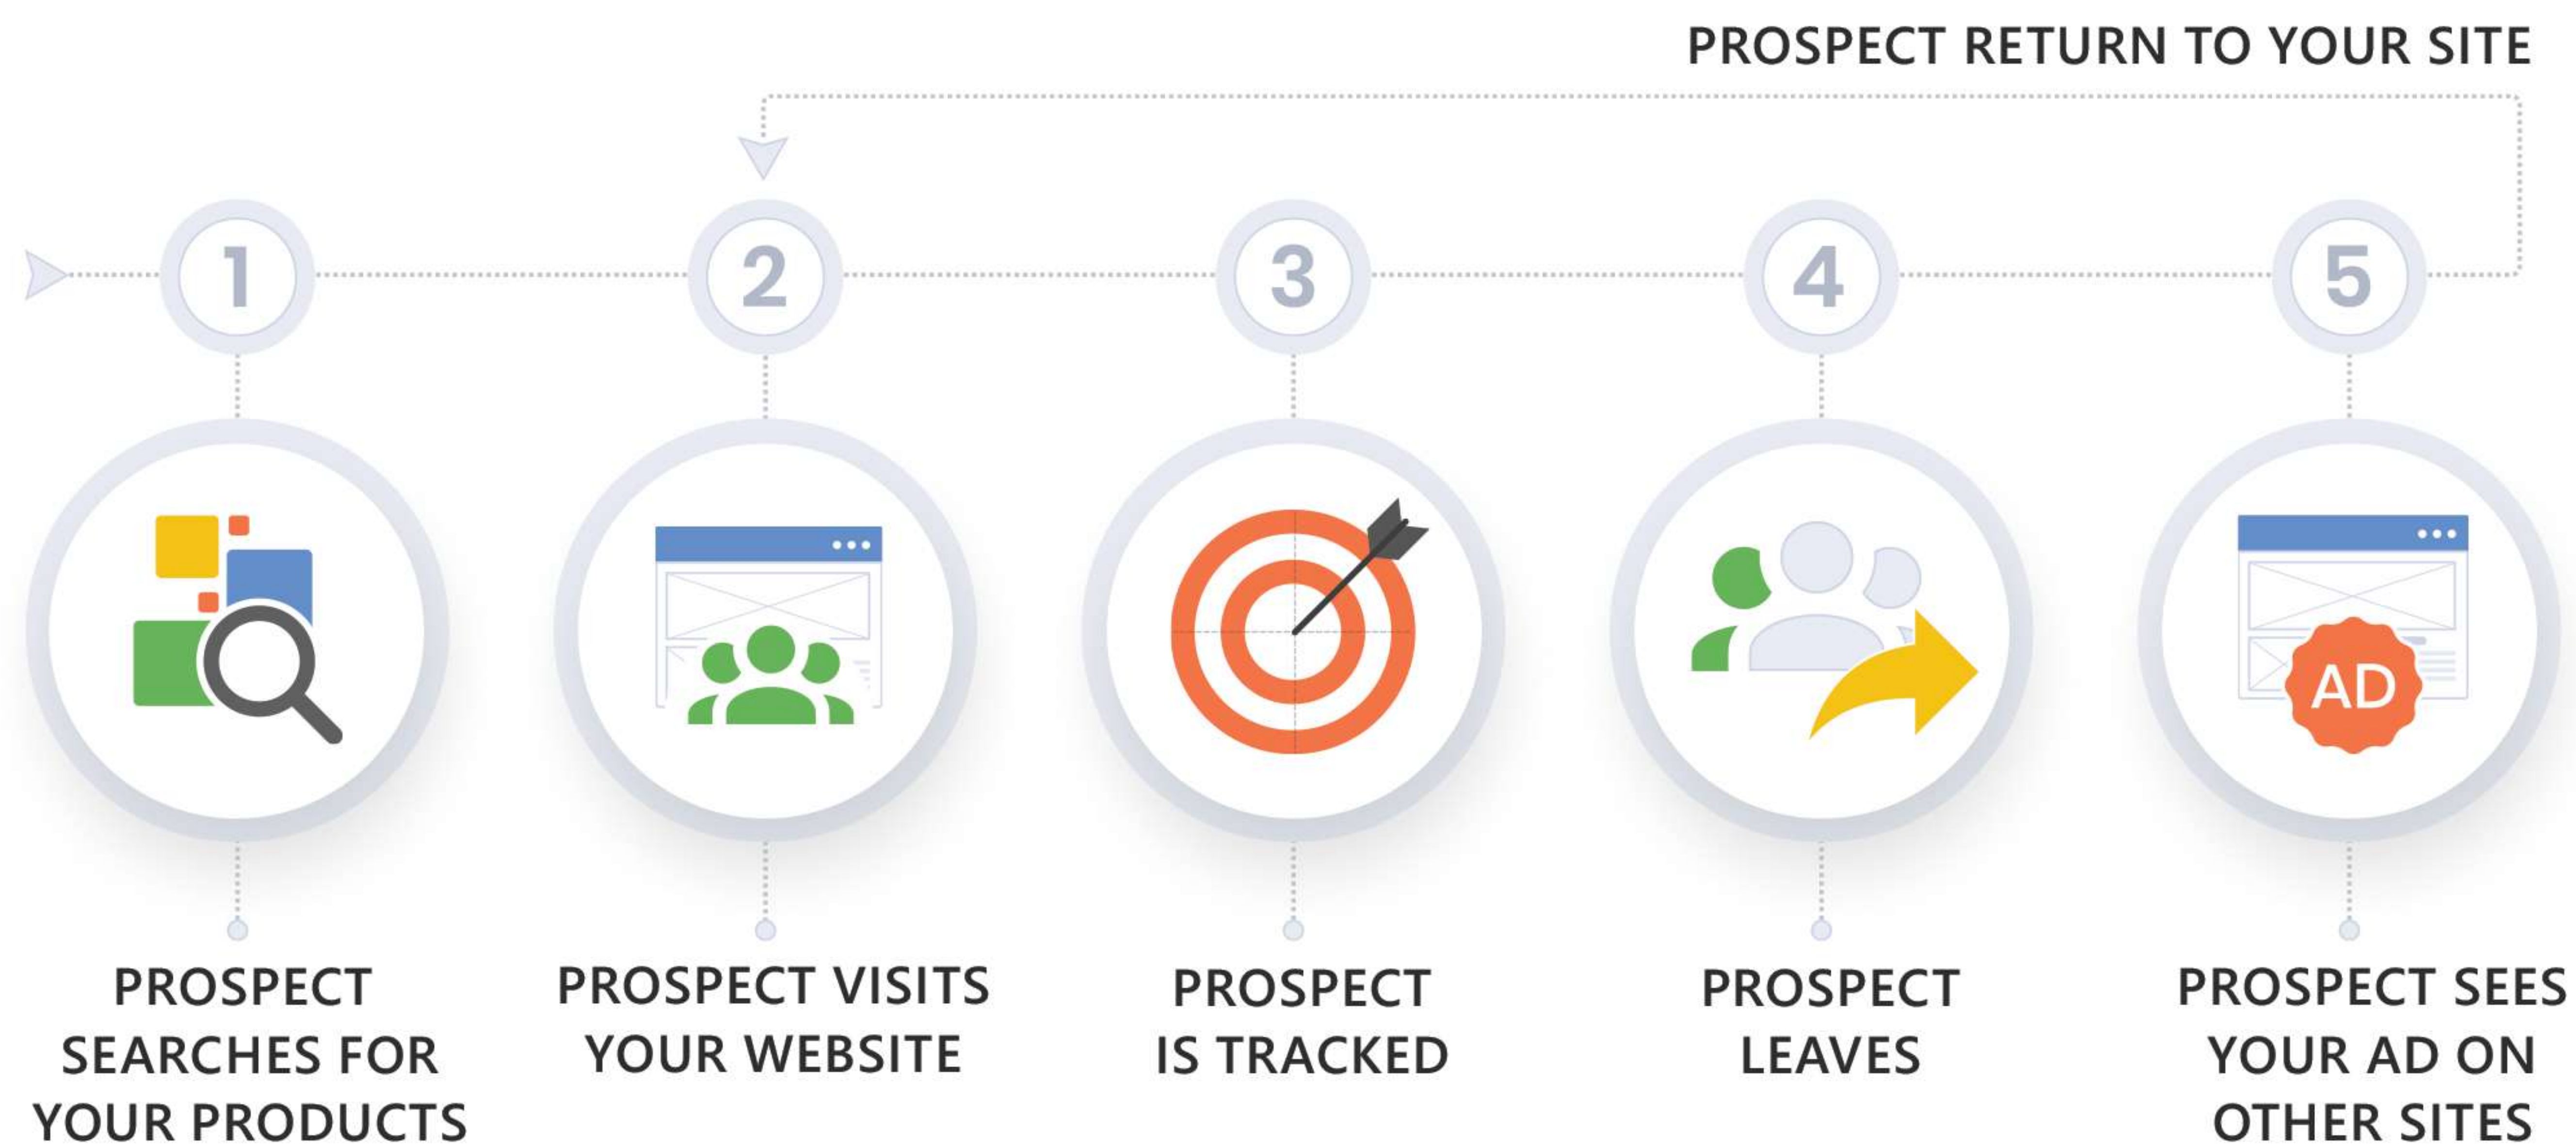 PROSPECT RETURN TO YOUR SITE
1
2
3
4
5
AD
PROSPECT
SEARCHES FOR
YOUR PRODUCTS
PROSPECT VISITS
YOUR WEBSITE
PROSPECT
IS TRACKED
PROSPECT
LEAVES
PROSPECT SEES
YOUR AD ON
OTHER SITES